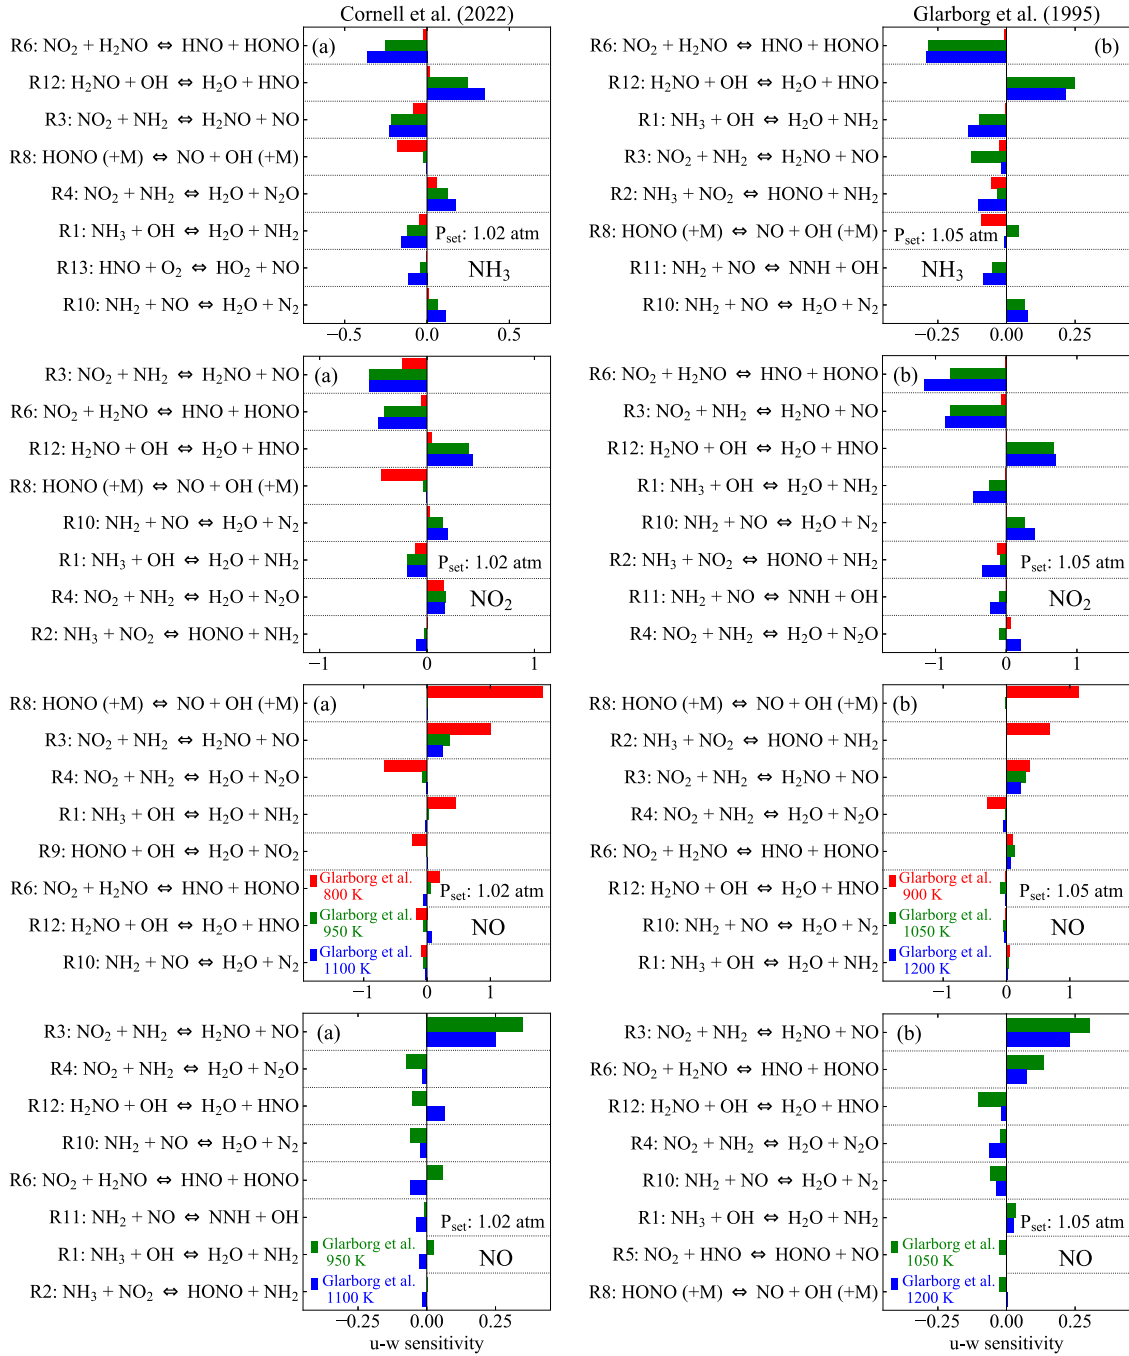 Cornell et al. (2022)
Glarborg et al. (1995)
R6: NO₂ + H₂NO ⇔ HNO + HONO
R12: H₂NO + OH ⇔ H₂O + HNO
R3: NO₂ + NH₂ ⇔ H₂NO + NO
R8: HONO (+M) ⇔ NO + OH (+M)
R4: NO₂ + NH₂ ⇔ H₂O + N₂O
R1: NH₃ + OH ⇔ H₂O + NH₂
R13: HNO + O₂ ⇔ HO₂ + NO
R10: NH₂ + NO ⇔ H₂O + N₂
(a)
P_set: 1.02 atm
NH₃
−0.5 0.0 0.5
R6: NO₂ + H₂NO ⇔ HNO + HONO
R12: H₂NO + OH ⇔ H₂O + HNO
R1: NH₃ + OH ⇔ H₂O + NH₂
R3: NO₂ + NH₂ ⇔ H₂NO + NO
R2: NH₃ + NO₂ ⇔ HONO + NH₂
R8: HONO (+M) ⇔ NO + OH (+M)
R11: NH₂ + NO ⇔ NNH + OH
R10: NH₂ + NO ⇔ H₂O + N₂
(b)
P_set: 1.05 atm
NH₃
−0.25 0.00 0.25
R3: NO₂ + NH₂ ⇔ H₂NO + NO
R6: NO₂ + H₂NO ⇔ HNO + HONO
R12: H₂NO + OH ⇔ H₂O + HNO
R8: HONO (+M) ⇔ NO + OH (+M)
R10: NH₂ + NO ⇔ H₂O + N₂
R1: NH₃ + OH ⇔ H₂O + NH₂
R4: NO₂ + NH₂ ⇔ H₂O + N₂O
R2: NH₃ + NO₂ ⇔ HONO + NH₂
(a)
P_set: 1.02 atm
NO₂
−1 0 1
R6: NO₂ + H₂NO ⇔ HNO + HONO
R3: NO₂ + NH₂ ⇔ H₂NO + NO
R12: H₂NO + OH ⇔ H₂O + HNO
R1: NH₃ + OH ⇔ H₂O + NH₂
R10: NH₂ + NO ⇔ H₂O + N₂
R2: NH₃ + NO₂ ⇔ HONO + NH₂
R11: NH₂ + NO ⇔ NNH + OH
R4: NO₂ + NH₂ ⇔ H₂O + N₂O
(b)
P_set: 1.05 atm
NO₂
−1 0 1
R8: HONO (+M) ⇔ NO + OH (+M)
R3: NO₂ + NH₂ ⇔ H₂NO + NO
R4: NO₂ + NH₂ ⇔ H₂O + N₂O
R1: NH₃ + OH ⇔ H₂O + NH₂
R9: HONO + OH ⇔ H₂O + NO₂
R6: NO₂ + H₂NO ⇔ HNO + HONO
R12: H₂NO + OH ⇔ H₂O + HNO
R10: NH₂ + NO ⇔ H₂O + N₂
(a)
Glarborg et al.
800 K
Glarborg et al.
950 K
Glarborg et al.
1100 K
P_set: 1.02 atm
NO
−1 0 1
R8: HONO (+M) ⇔ NO + OH (+M)
R2: NH₃ + NO₂ ⇔ HONO + NH₂
R3: NO₂ + NH₂ ⇔ H₂NO + NO
R4: NO₂ + NH₂ ⇔ H₂O + N₂O
R6: NO₂ + H₂NO ⇔ HNO + HONO
R12: H₂NO + OH ⇔ H₂O + HNO
R10: NH₂ + NO ⇔ H₂O + N₂
R1: NH₃ + OH ⇔ H₂O + NH₂
(b)
Glarborg et al.
900 K
Glarborg et al.
1050 K
Glarborg et al.
1200 K
P_set: 1.05 atm
NO
−1 0 1
R3: NO₂ + NH₂ ⇔ H₂NO + NO
R4: NO₂ + NH₂ ⇔ H₂O + N₂O
R12: H₂NO + OH ⇔ H₂O + HNO
R10: NH₂ + NO ⇔ H₂O + N₂
R6: NO₂ + H₂NO ⇔ HNO + HONO
R11: NH₂ + NO ⇔ NNH + OH
R1: NH₃ + OH ⇔ H₂O + NH₂
R2: NH₃ + NO₂ ⇔ HONO + NH₂
(a)
P_set: 1.02 atm
Glarborg et al.
950 K
Glarborg et al.
1100 K
NO
−0.25 0.00 0.25
u-w sensitivity
R3: NO₂ + NH₂ ⇔ H₂NO + NO
R6: NO₂ + H₂NO ⇔ HNO + HONO
R12: H₂NO + OH ⇔ H₂O + HNO
R4: NO₂ + NH₂ ⇔ H₂O + N₂O
R10: NH₂ + NO ⇔ H₂O + N₂
R1: NH₃ + OH ⇔ H₂O + NH₂
R5: NO₂ + HNO ⇔ HONO + NO
R8: HONO (+M) ⇔ NO + OH (+M)
(b)
P_set: 1.05 atm
Glarborg et al.
1050 K
Glarborg et al.
1200 K
NO
−0.25 0.00 0.25
u-w sensitivity